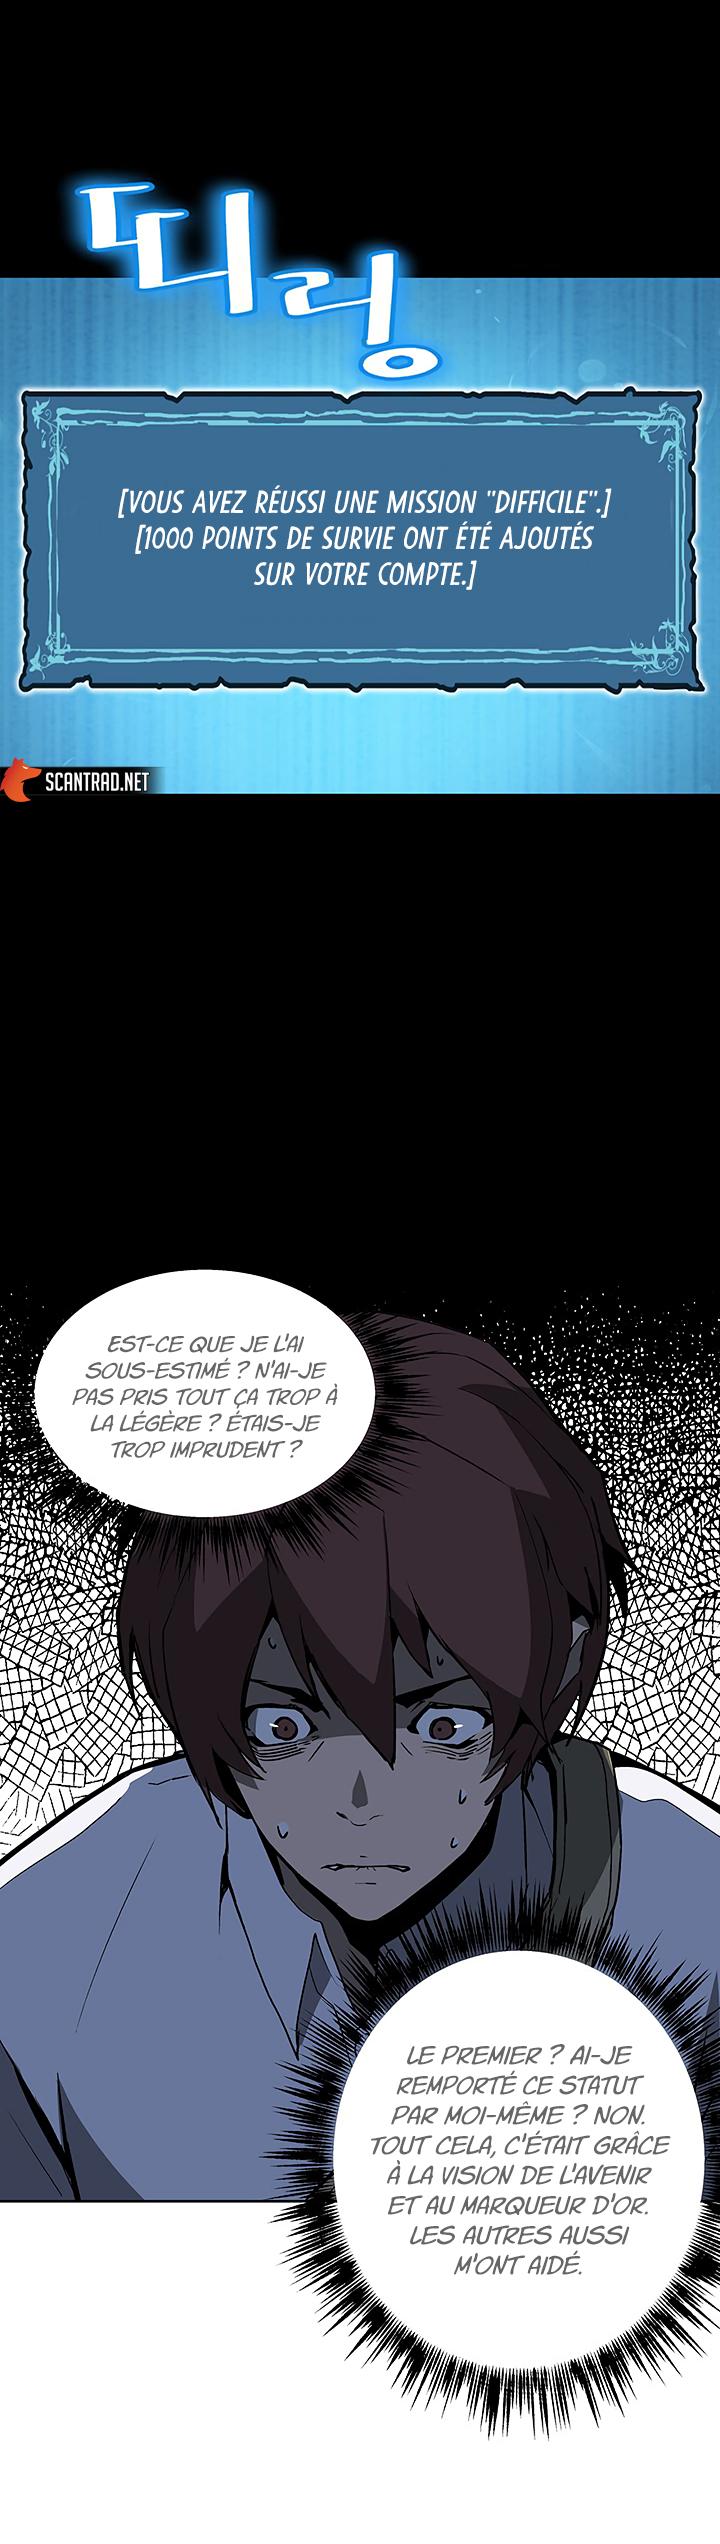 띠링
[VOUS AVEZ RÉUSSI UNE MISSION "DIFFICILE".]
[1000 POINTS DE SURVIE ONT ÉTÉ AJOUTÉS
SUR VOTRE COMPTE.]
SCANTRAD.NET
EST-CE QUE JE L'AI
SOUS-ESTIMÉ ? N'AI-JE
PAS PRIS TOUT ÇA TROP À
LA LÉGÈRE ? ÉTAIS-JE
TROP IMPRUDENT ?
LE PREMIER ? AI-JE
REMPORTÉ CE STATUT
PAR MOI-MÊME ? NON.
TOUT CELA, C'ÉTAIT GRÂCE
À LA VISION DE L'AVENIR
ET AU MARQUEUR D'OR.
LES AUTRES AUSSI
M'ONT AIDÉ.